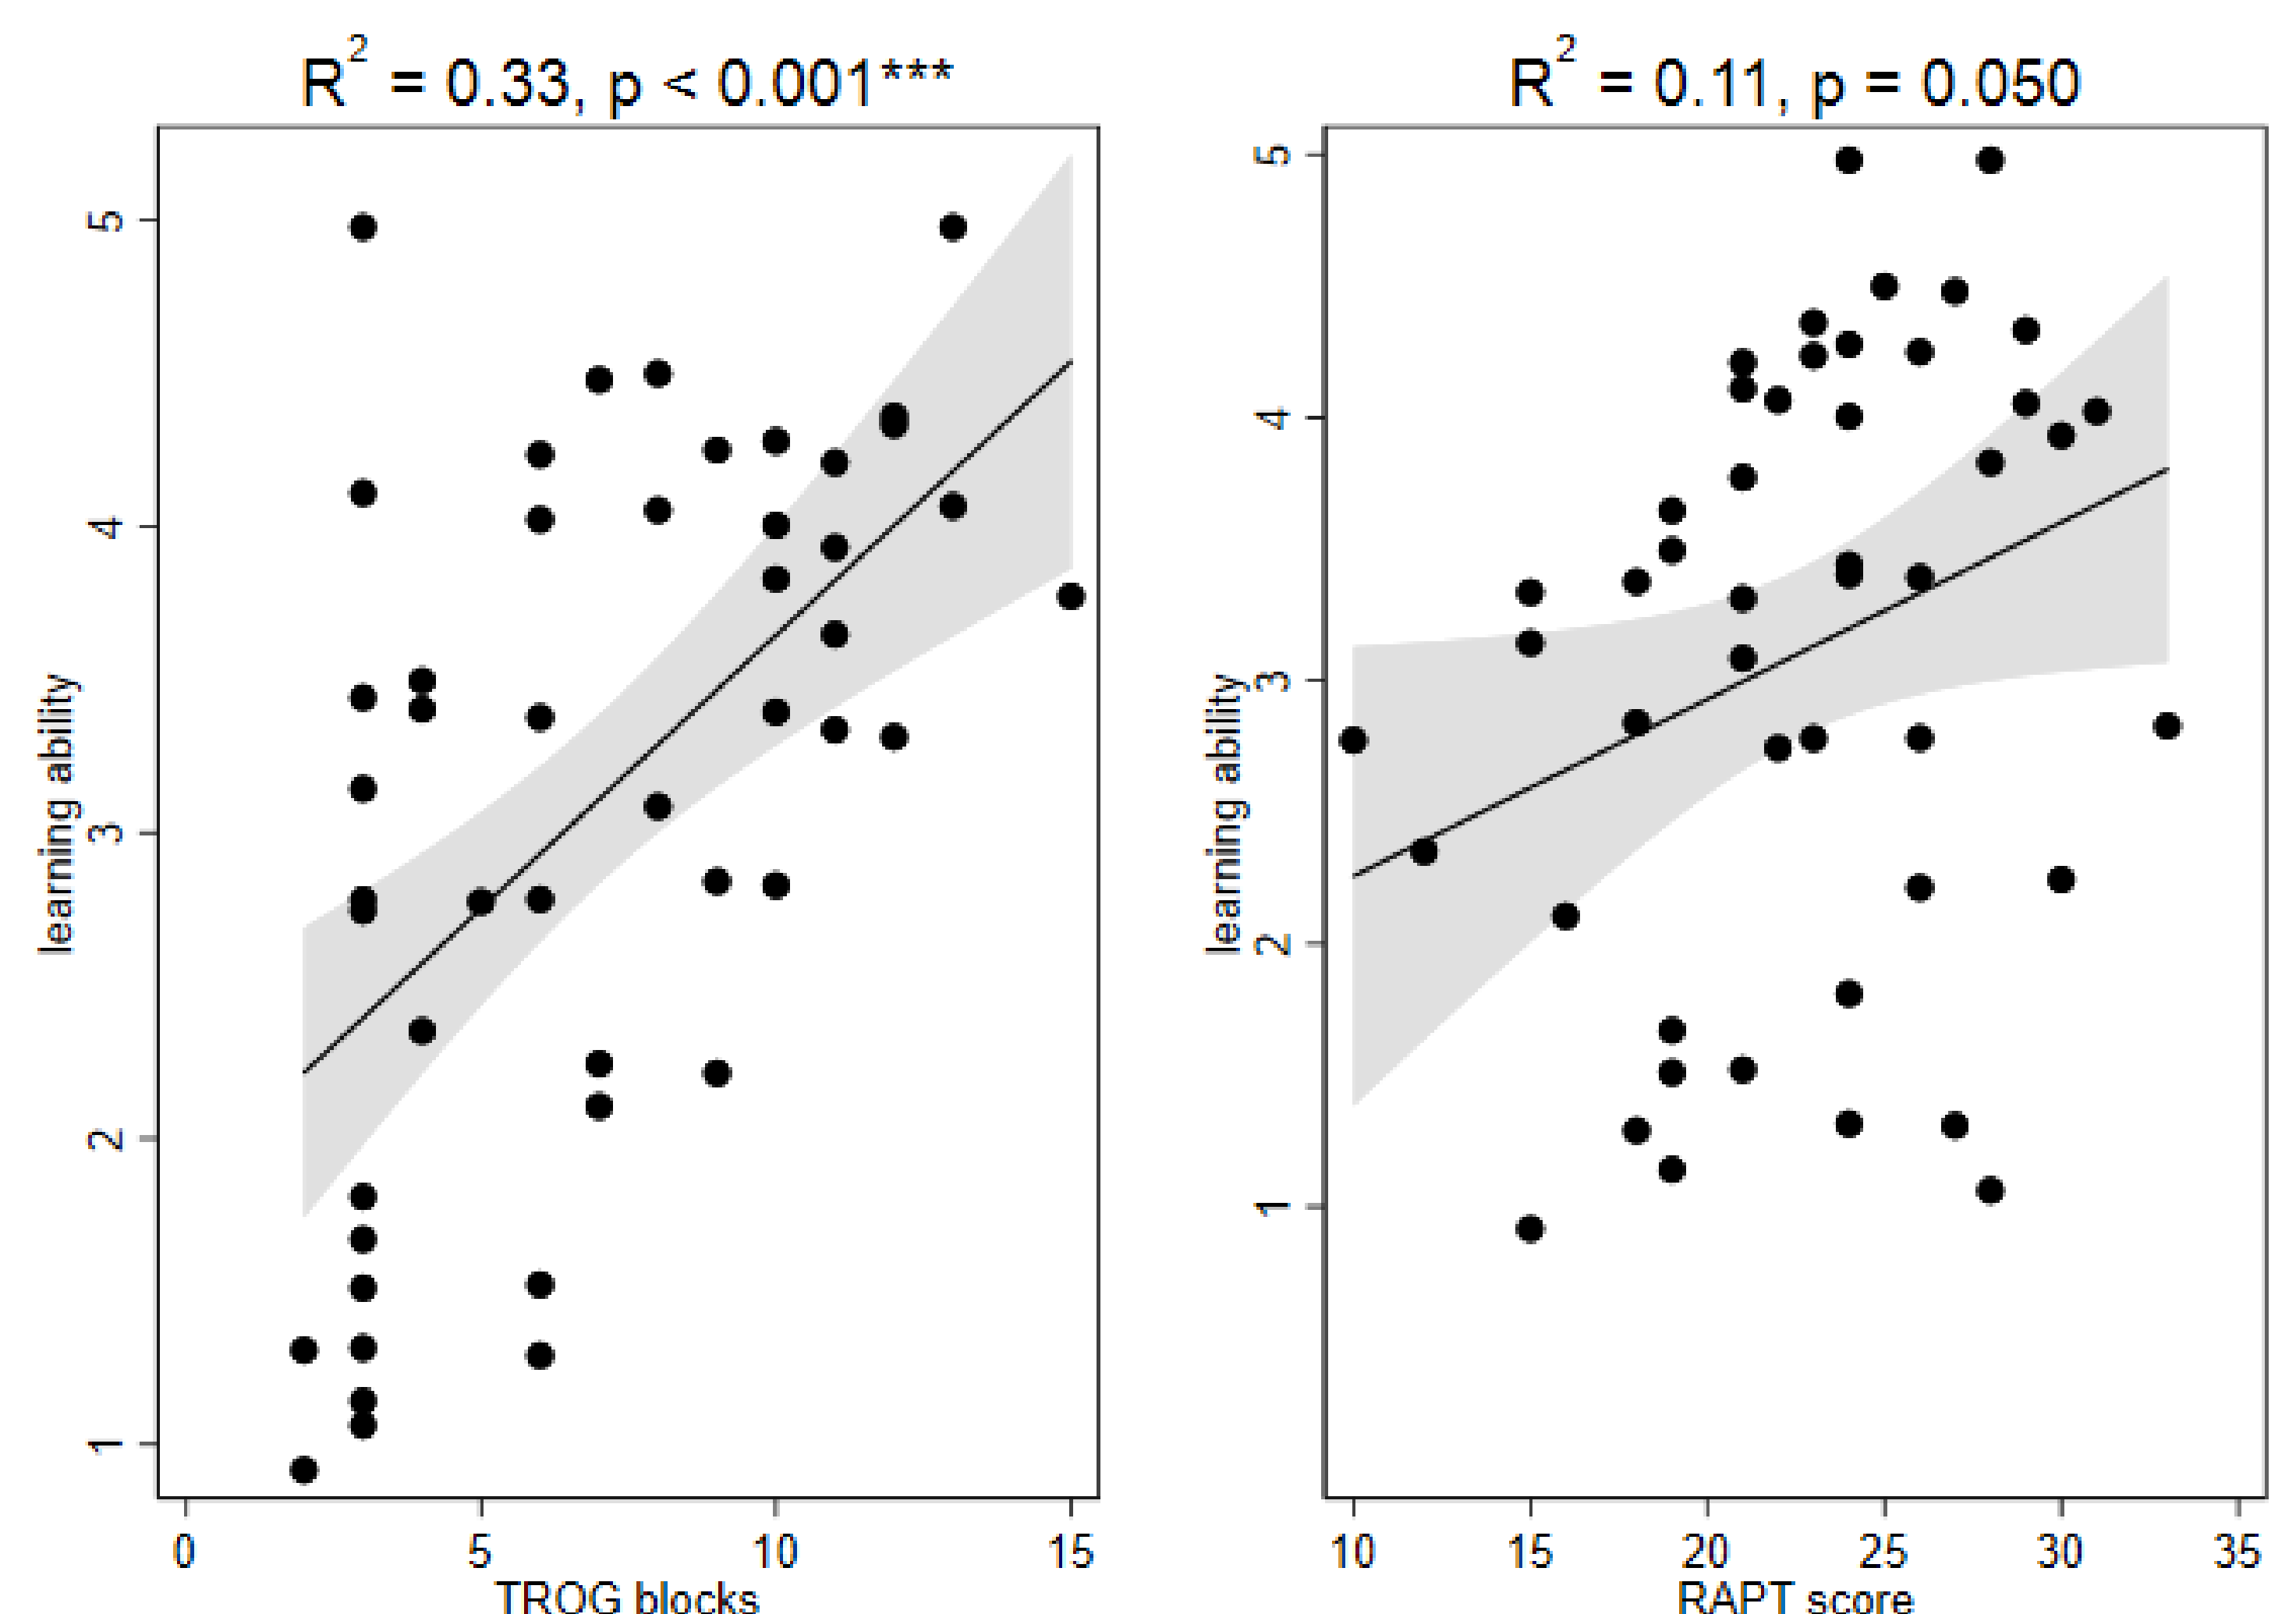 R² = 0.33, p < 0.001***
learning ability
5
4
3
2
1
0 5 10 15
TROG blocks
R² = 0.11, p = 0.050
learning ability
5
4
3
2
1
10 15 20 25 30 35
RAPT score